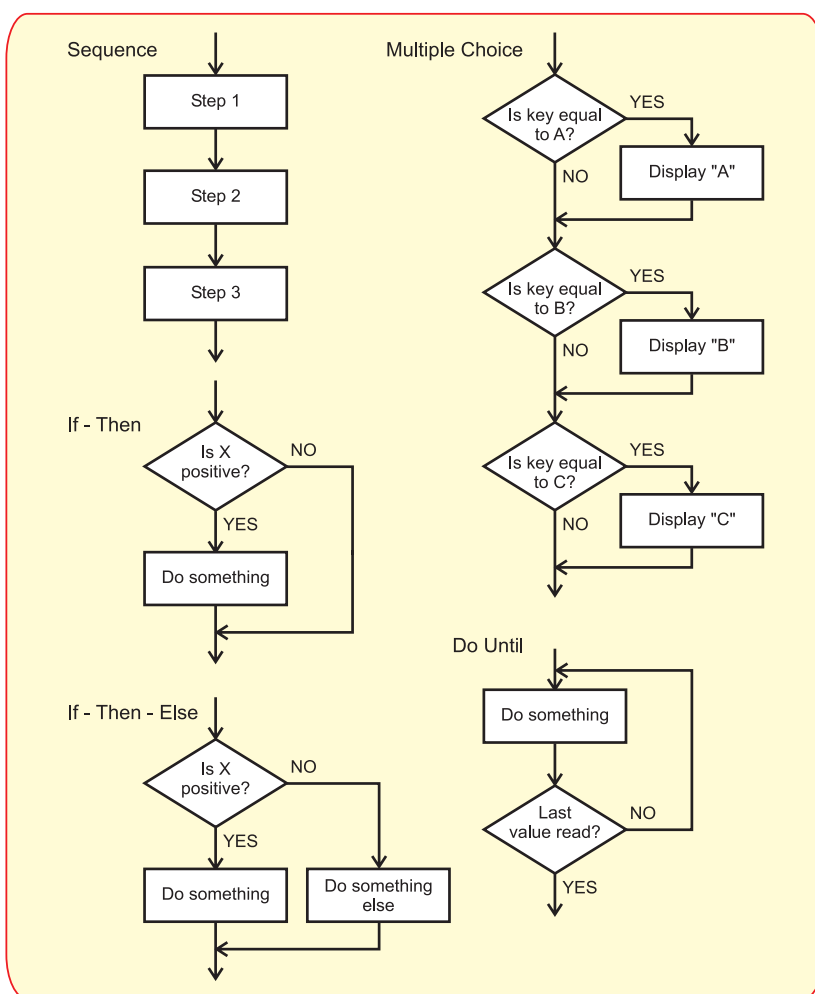 Sequence
Step 1
Step 2
Step 3
If - Then
Is X
positive?
NO
YES
Do something
If - Then - Else
Is X
positive?
NO
YES
Do something
Do something
else
Multiple Choice
Is key equal
to A?
YES
Display "A"
NO
Is key equal
to B?
YES
Display "B"
NO
Is key equal
to C?
YES
Display "C"
NO
Do Until
Do something
Last
value read?
NO
YES